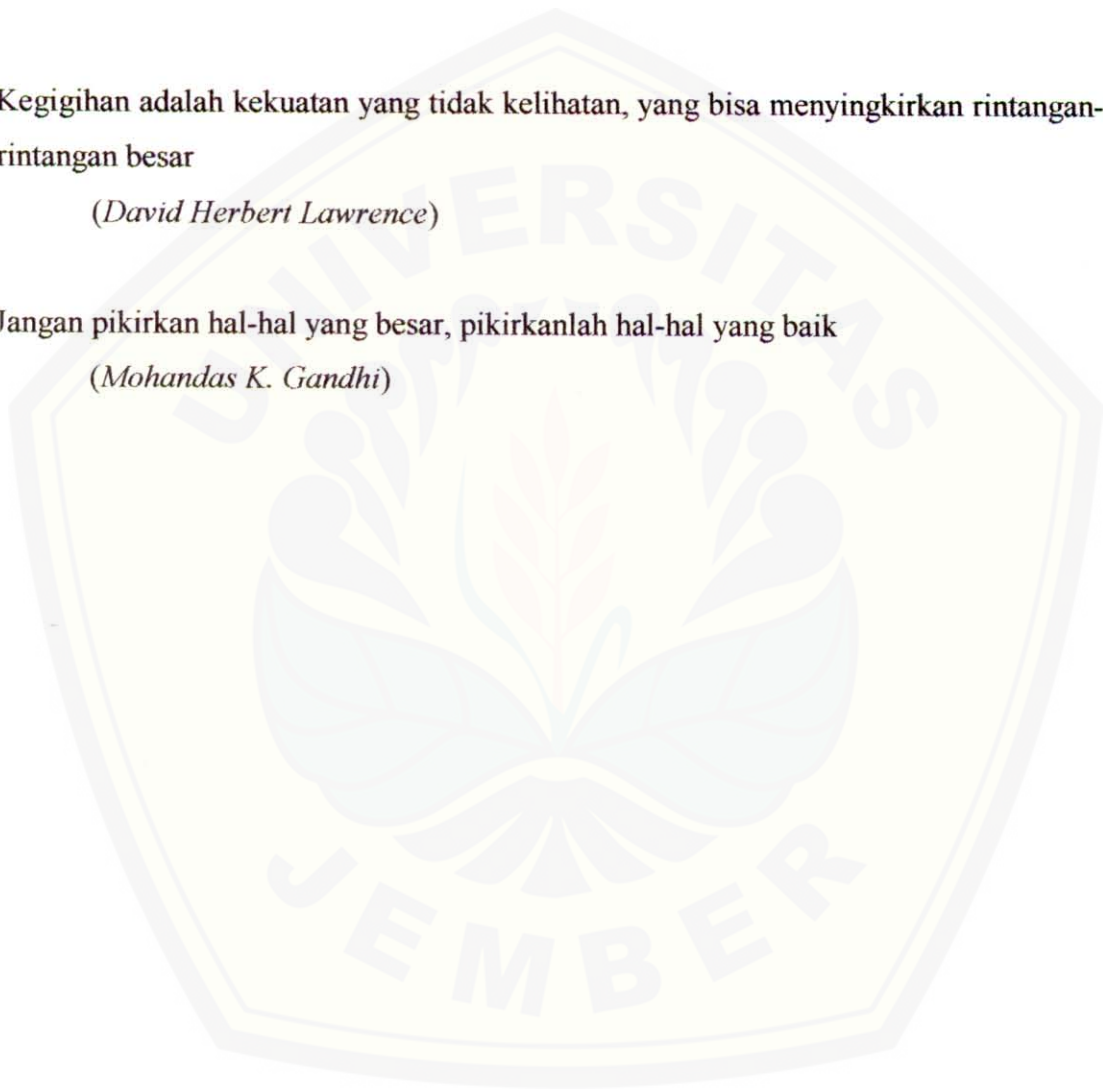 Kegigihan adalah kekuatan yang tidak kelihatan, yang bisa menyingkirkan rintangan-
rintangan besar
(David Herbert Lawrence)
Jangan pikirkan hal-hal yang besar, pikirkanlah hal-hal yang baik
(Mohandas K. Gandhi)
UNIVERSITAS
JEMBER